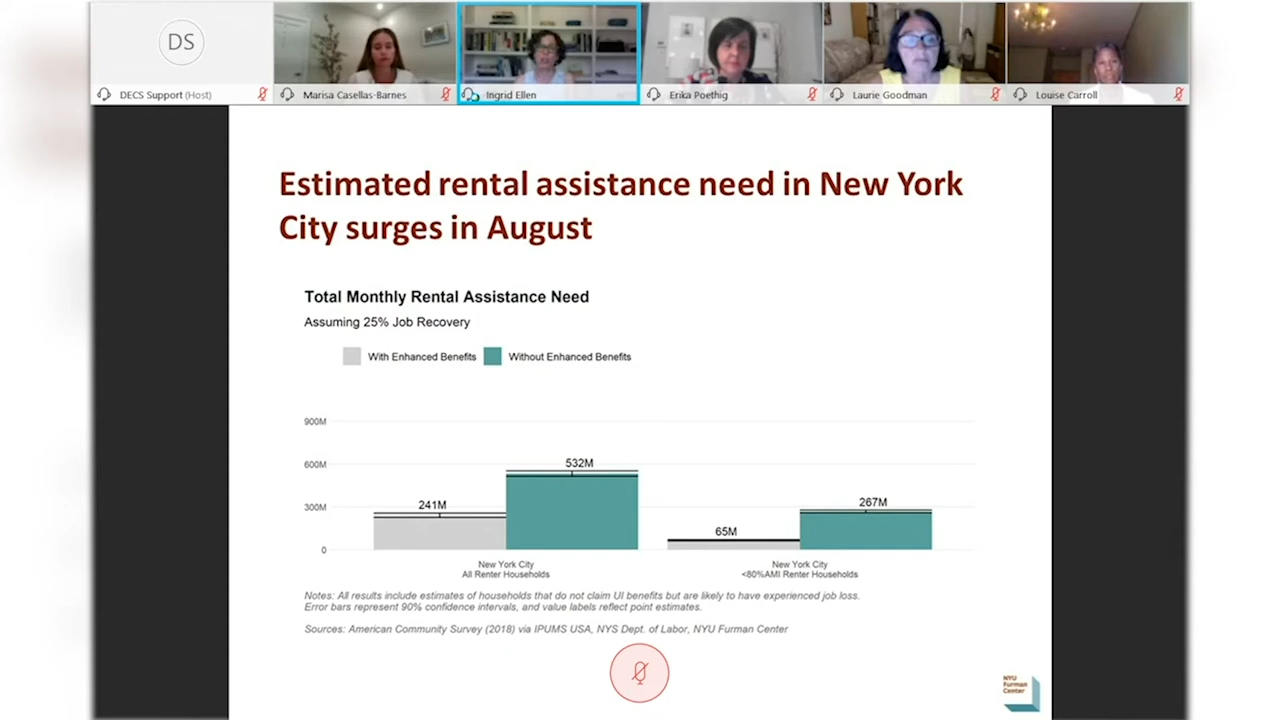 DS
DECS Support (Host)
Marisa Casellas-Barnes
Ingrid Ellen
Erika Poethig
Laurie Goodman
Louise Carroll
Estimated rental assistance need in New York
City surges in August
Total Monthly Rental Assistance Need
Assuming 25% Job Recovery
With Enhanced Benefits
Without Enhanced Benefits
900M
600M
300M
0
241M
532M
65M
267M
New York City
All Renter Households
New York City
<80%AMI Renter Households
Notes: All results include estimates of households that do not claim UI benefits but are likely to have experienced job loss.
Error bars represent 90% confidence intervals, and value labels reflect point estimates.
Sources: American Community Survey (2018) via IPUMS USA, NYS Dept. of Labor, NYU Furman Center
NYU
Furman
Center